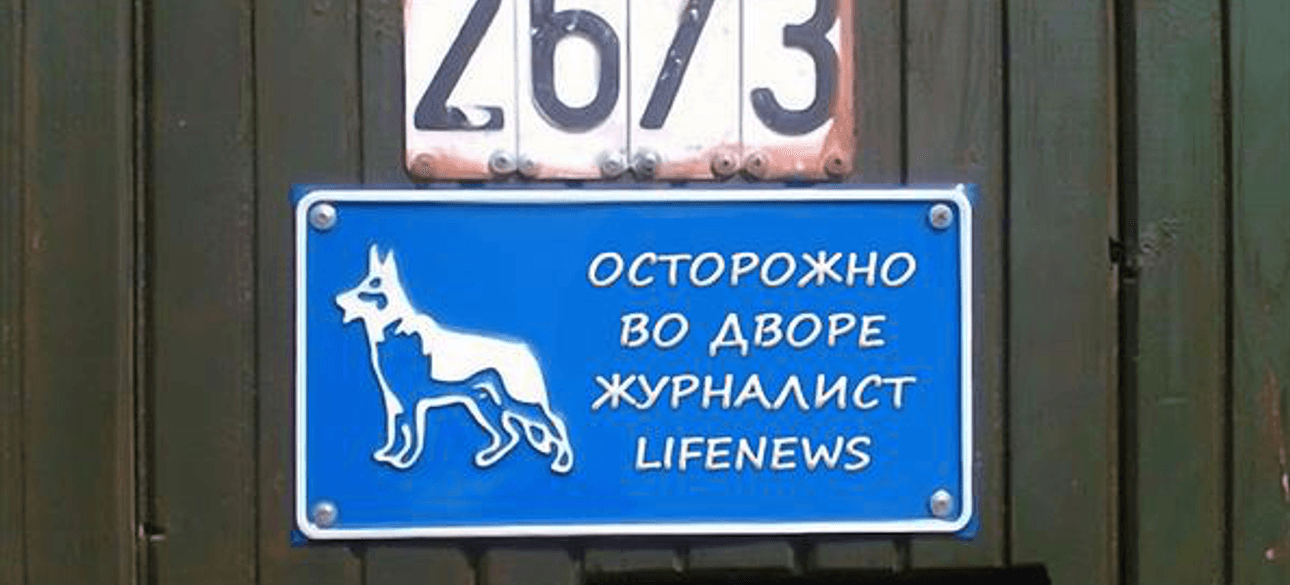 26/3
ОСТОРОЖНО
ВО ДВОРЕ
ЖУРНАЛИСТ
LIFENEWS